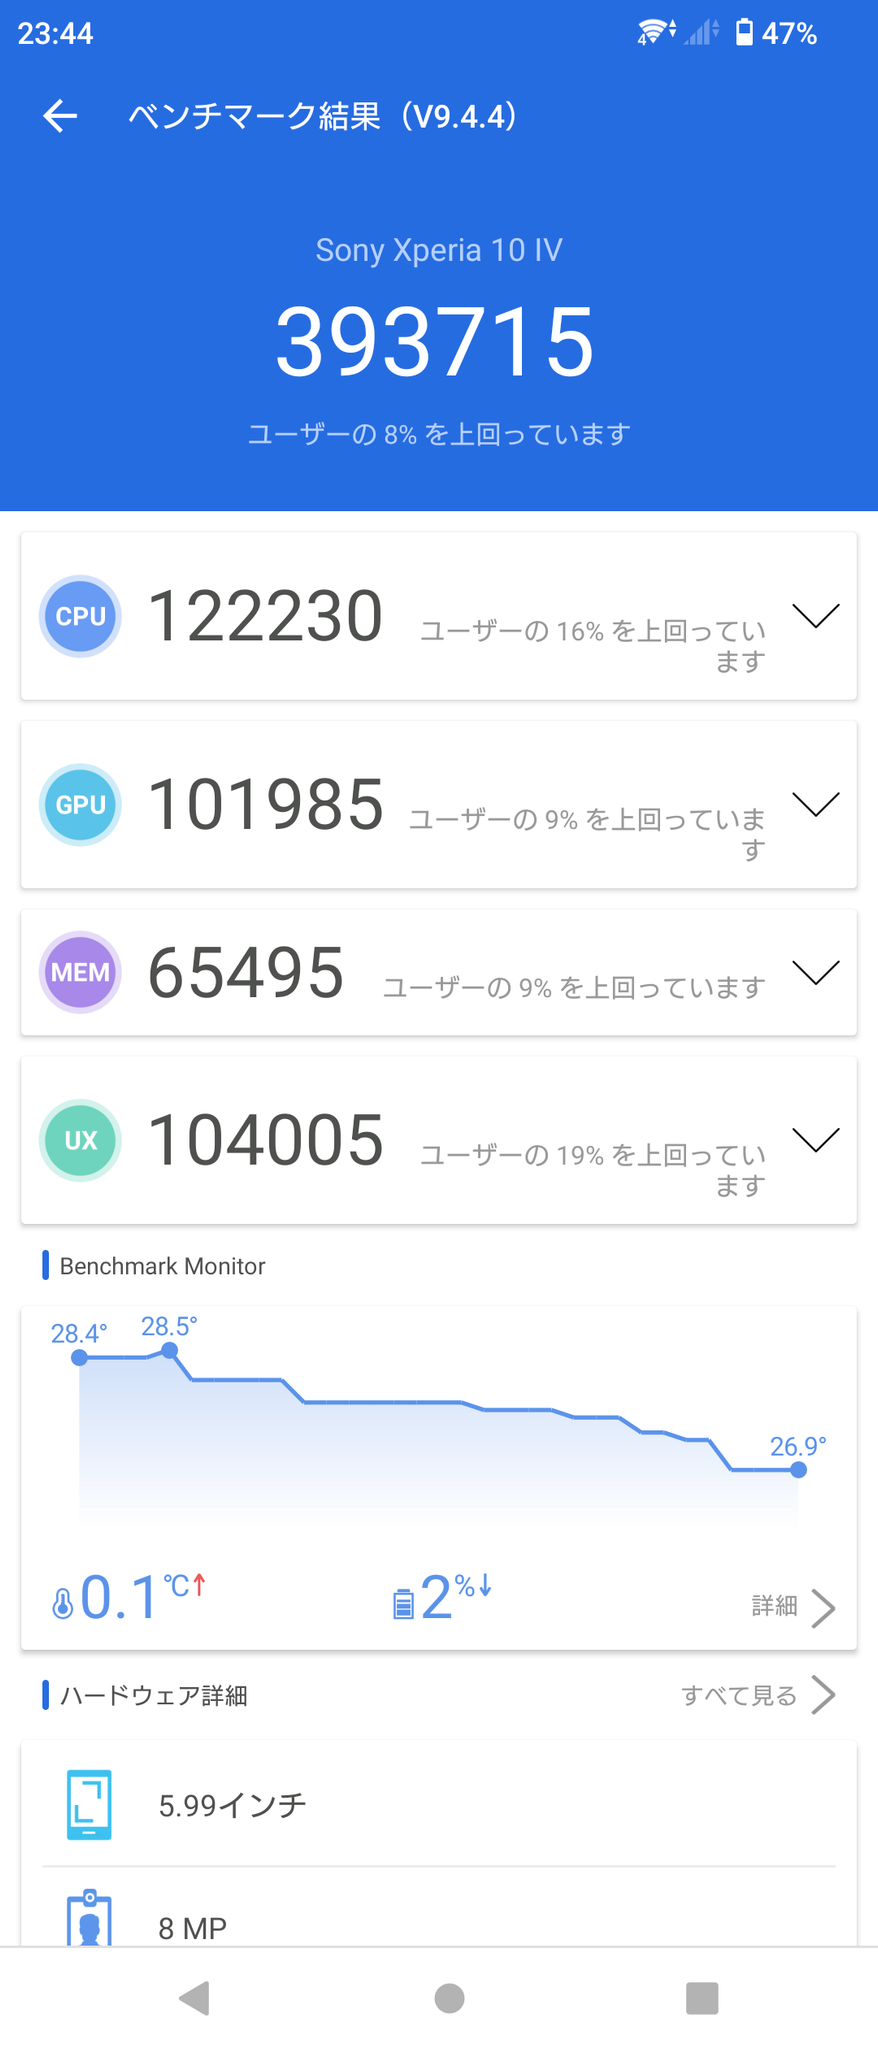 23:44
4
47%
ベンチマーク結果（V9.4.4）
Sony Xperia 10 IV
393715
ユーザーの 8% を上回っています
CPU
122230
ユーザーの 16% を上回ってい
ます
GPU
101985
ユーザーの 9% を上回っていま
す
MEM
65495
ユーザーの 9% を上回っています
UX
104005
ユーザーの 19% を上回ってい
ます
Benchmark Monitor
28.4°
28.5°
26.9°
0.1℃↑
2%↓
詳細
ハードウェア詳細
すべて見る
5.99インチ
8 MP